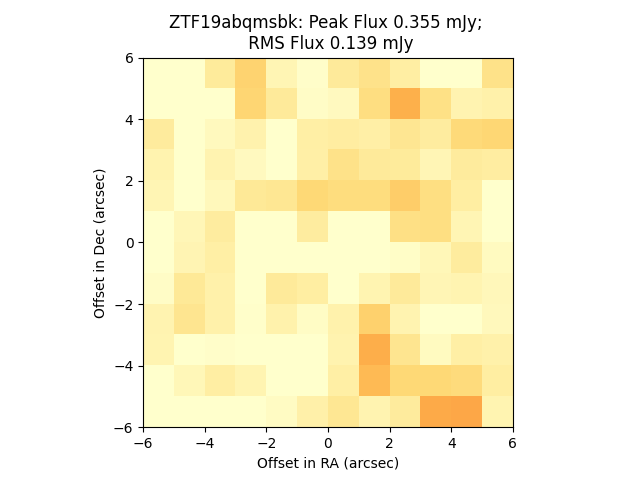 ZTF19abqmsbk: Peak Flux 0.355 mJy;
RMS Flux 0.139 mJy
6
4
2
0
−2
−4
−6
Offset in Dec (arcsec)
−6 −4 −2 0 2 4 6
Offset in RA (arcsec)